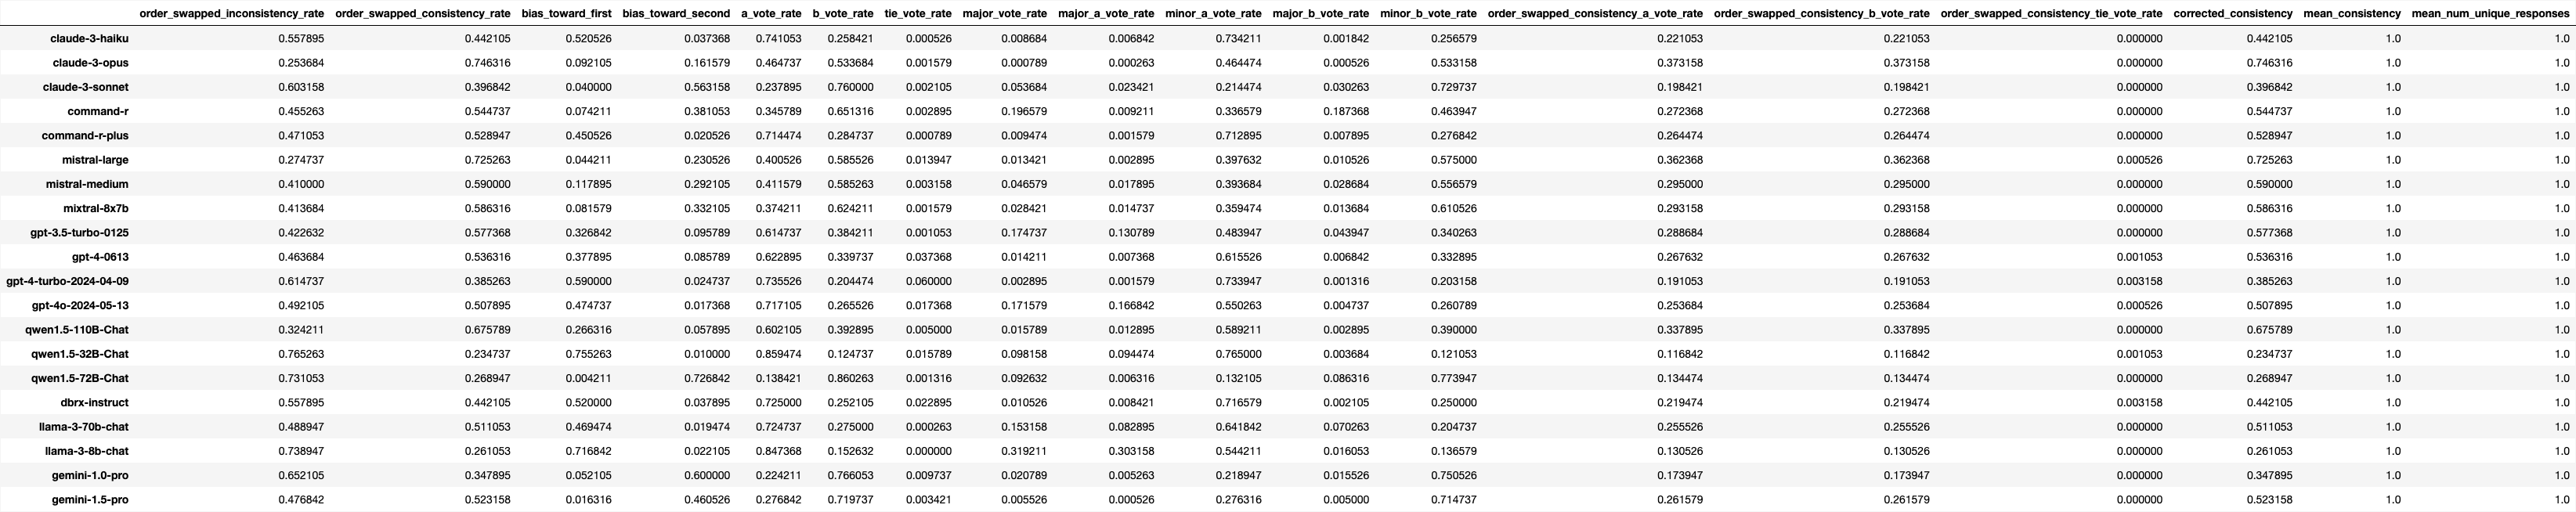 order_swapped_inconsistency_rate order_swapped_consistency_rate bias_toward_first bias_toward_second a_vote_rate b_vote_rate tie_vote_rate major_vote_rate major_a_vote_rate minor_a_vote_rate major_b_vote_rate minor_b_vote_rate order_swapped_consistency_a_vote_rate order_swapped_consistency_b_vote_rate order_swapped_consistency_tie_vote_rate corrected_consistency mean_consistency mean_num_unique_responses
claude-3-haiku 0.557895 0.442105 0.520526 0.037368 0.741053 0.258421 0.000526 0.008684 0.006842 0.734211 0.001842 0.256579 0.221053 0.221053 0.000000 0.442105 1.0 1.0
claude-3-opus 0.253684 0.746316 0.092105 0.161579 0.464737 0.533684 0.001579 0.000789 0.000263 0.464474 0.000526 0.533158 0.373158 0.373158 0.000000 0.746316 1.0 1.0
claude-3-sonnet 0.603158 0.396842 0.040000 0.563158 0.237895 0.760000 0.002105 0.053684 0.023421 0.214474 0.030263 0.729737 0.198421 0.198421 0.000000 0.396842 1.0 1.0
command-r 0.455263 0.544737 0.074211 0.381053 0.345789 0.651316 0.002895 0.196579 0.009211 0.336579 0.187368 0.463947 0.272368 0.272368 0.000000 0.544737 1.0 1.0
command-r-plus 0.471053 0.528947 0.450526 0.020526 0.714474 0.284737 0.000789 0.009474 0.001579 0.712895 0.007895 0.276842 0.264474 0.264474 0.000000 0.528947 1.0 1.0
mistral-large 0.274737 0.725263 0.044211 0.230526 0.400526 0.585526 0.013947 0.013421 0.002895 0.397632 0.010526 0.575000 0.362368 0.362368 0.000526 0.725263 1.0 1.0
mistral-medium 0.410000 0.590000 0.117895 0.292105 0.411579 0.585263 0.003158 0.046579 0.017895 0.393684 0.028684 0.556579 0.295000 0.295000 0.000000 0.590000 1.0 1.0
mixtral-8x7b 0.413684 0.586316 0.081579 0.332105 0.374211 0.624211 0.001579 0.028421 0.014737 0.359474 0.013684 0.610526 0.293158 0.293158 0.000000 0.586316 1.0 1.0
gpt-3.5-turbo-0125 0.422632 0.577368 0.326842 0.095789 0.614737 0.384211 0.001053 0.174737 0.130789 0.483947 0.043947 0.340263 0.288684 0.288684 0.000000 0.577368 1.0 1.0
gpt-4-0613 0.463684 0.536316 0.377895 0.085789 0.622895 0.339737 0.037368 0.014211 0.007368 0.615526 0.006842 0.332895 0.267632 0.267632 0.001053 0.536316 1.0 1.0
gpt-4-turbo-2024-04-09 0.614737 0.385263 0.590000 0.024737 0.735526 0.204474 0.060000 0.002895 0.001579 0.733947 0.001316 0.203158 0.191053 0.191053 0.003158 0.385263 1.0 1.0
gpt-4o-2024-05-13 0.492105 0.507895 0.474737 0.017368 0.717105 0.265526 0.017368 0.171579 0.166842 0.550263 0.004737 0.260789 0.253684 0.253684 0.000526 0.507895 1.0 1.0
qwen1.5-110B-Chat 0.324211 0.675789 0.266316 0.057895 0.602105 0.392895 0.005000 0.015789 0.012895 0.589211 0.002895 0.390000 0.337895 0.337895 0.000000 0.675789 1.0 1.0
qwen1.5-32B-Chat 0.765263 0.234737 0.755263 0.010000 0.859474 0.124737 0.015789 0.098158 0.094474 0.765000 0.003684 0.121053 0.116842 0.116842 0.001053 0.234737 1.0 1.0
qwen1.5-72B-Chat 0.731053 0.268947 0.004211 0.726842 0.138421 0.860263 0.001316 0.092632 0.006316 0.132105 0.086316 0.773947 0.134474 0.134474 0.000000 0.268947 1.0 1.0
dbrx-instruct 0.557895 0.442105 0.520000 0.037895 0.725000 0.252105 0.022895 0.010526 0.008421 0.716579 0.002105 0.250000 0.219474 0.219474 0.003158 0.442105 1.0 1.0
llama-3-70b-chat 0.488947 0.511053 0.469474 0.019474 0.724737 0.275000 0.000263 0.153158 0.082895 0.641842 0.070263 0.204737 0.255526 0.255526 0.000000 0.511053 1.0 1.0
llama-3-8b-chat 0.738947 0.261053 0.716842 0.022105 0.847368 0.152632 0.000000 0.319211 0.303158 0.544211 0.016053 0.136579 0.130526 0.130526 0.000000 0.261053 1.0 1.0
gemini-1.0-pro 0.652105 0.347895 0.052105 0.600000 0.224211 0.766053 0.009737 0.020789 0.005263 0.218947 0.015526 0.750526 0.173947 0.173947 0.000000 0.347895 1.0 1.0
gemini-1.5-pro 0.476842 0.523158 0.016316 0.460526 0.276842 0.719737 0.003421 0.005526 0.000526 0.276316 0.005000 0.714737 0.261579 0.261579 0.000000 0.523158 1.0 1.0